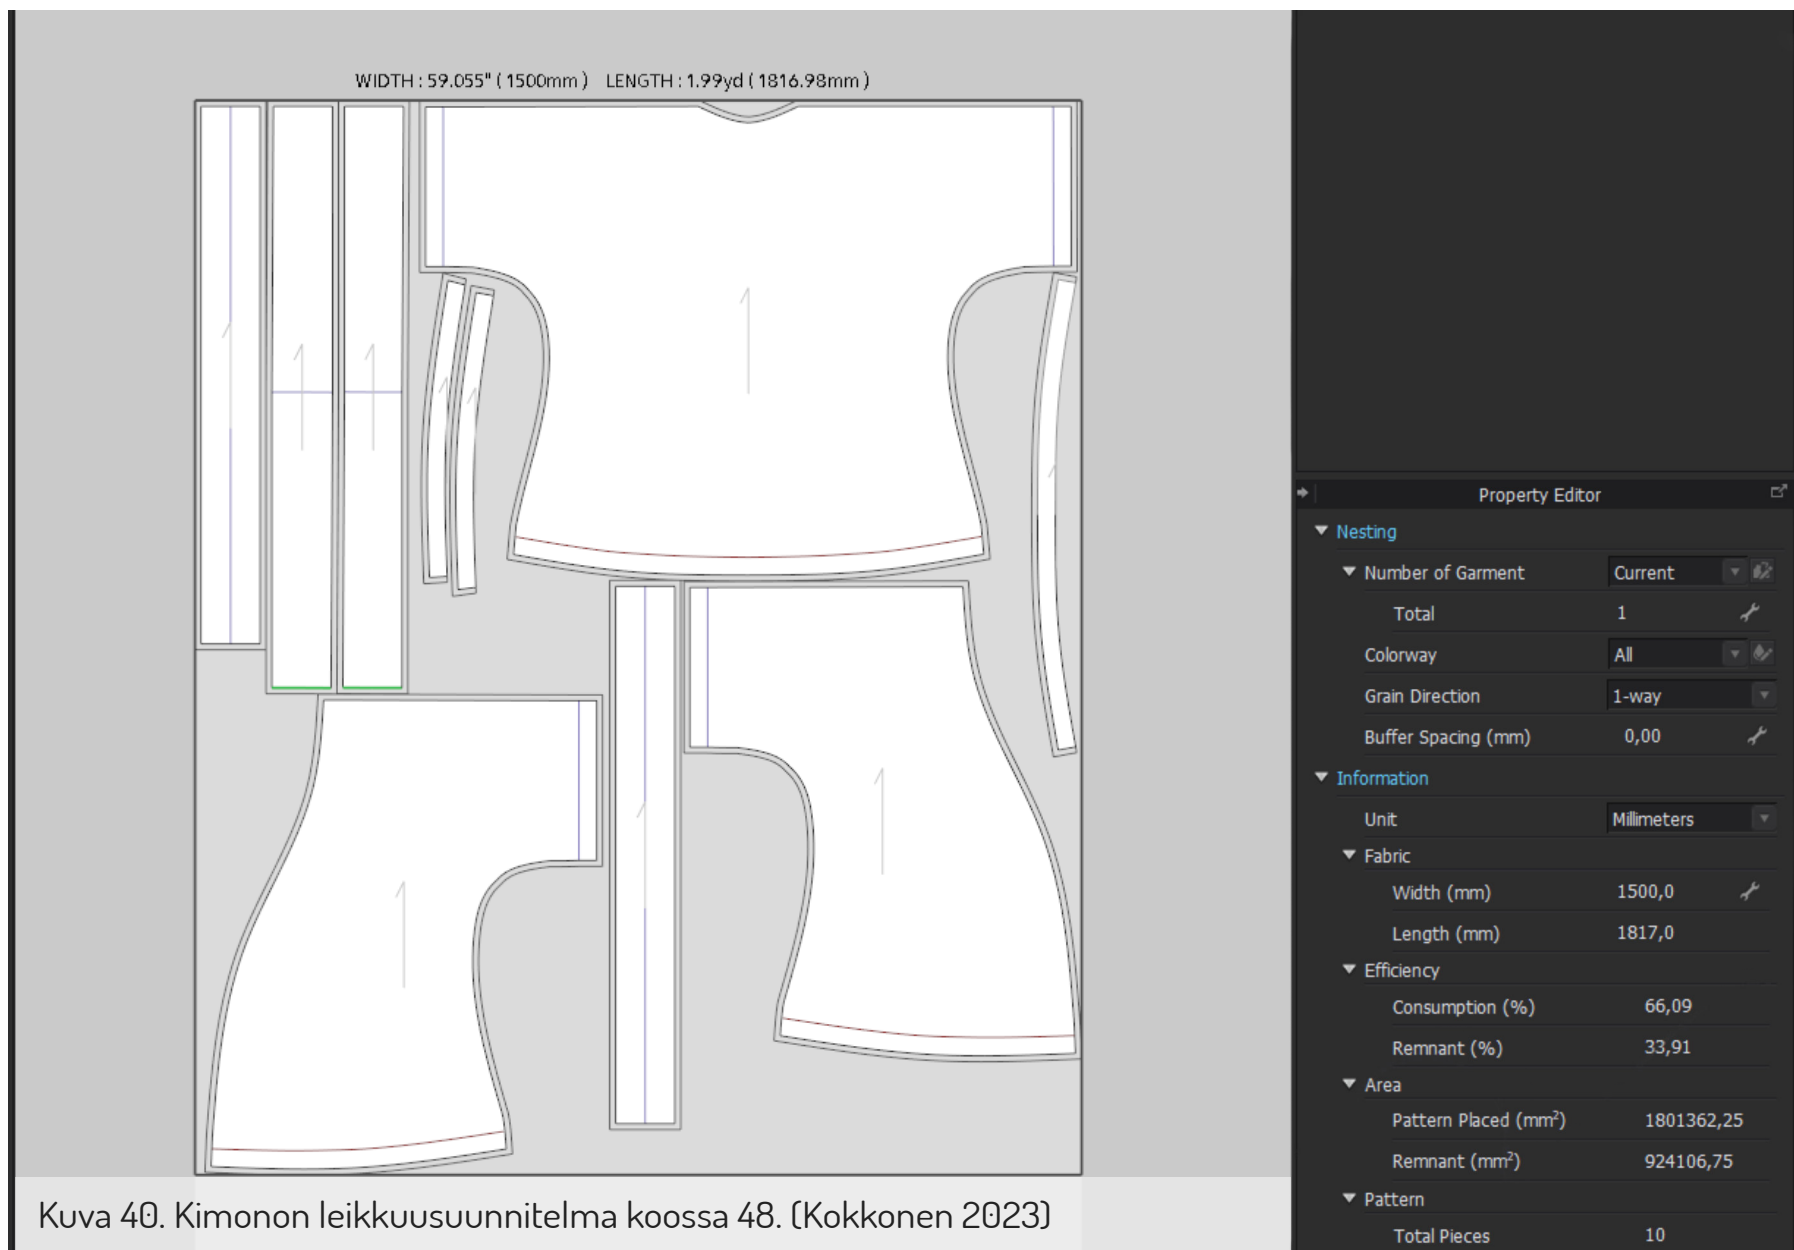 WIDTH : 59.055" ( 1500mm )   LENGTH : 1.99yd ( 1816.98mm )
Property Editor
Nesting
Number of Garment Current
Total 1
Colorway All
Grain Direction 1-way
Buffer Spacing (mm) 0,00
Information
Unit Millimeters
Fabric
Width (mm) 1500,0
Length (mm) 1817,0
Efficiency
Consumption (%) 66,09
Remnant (%) 33,91
Area
Pattern Placed (mm²) 1801362,25
Remnant (mm²) 924106,75
Pattern
Total Pieces 10
Kuva 40. Kimonon leikkuusuunnitelma koossa 48. (Kokkonen 2023)